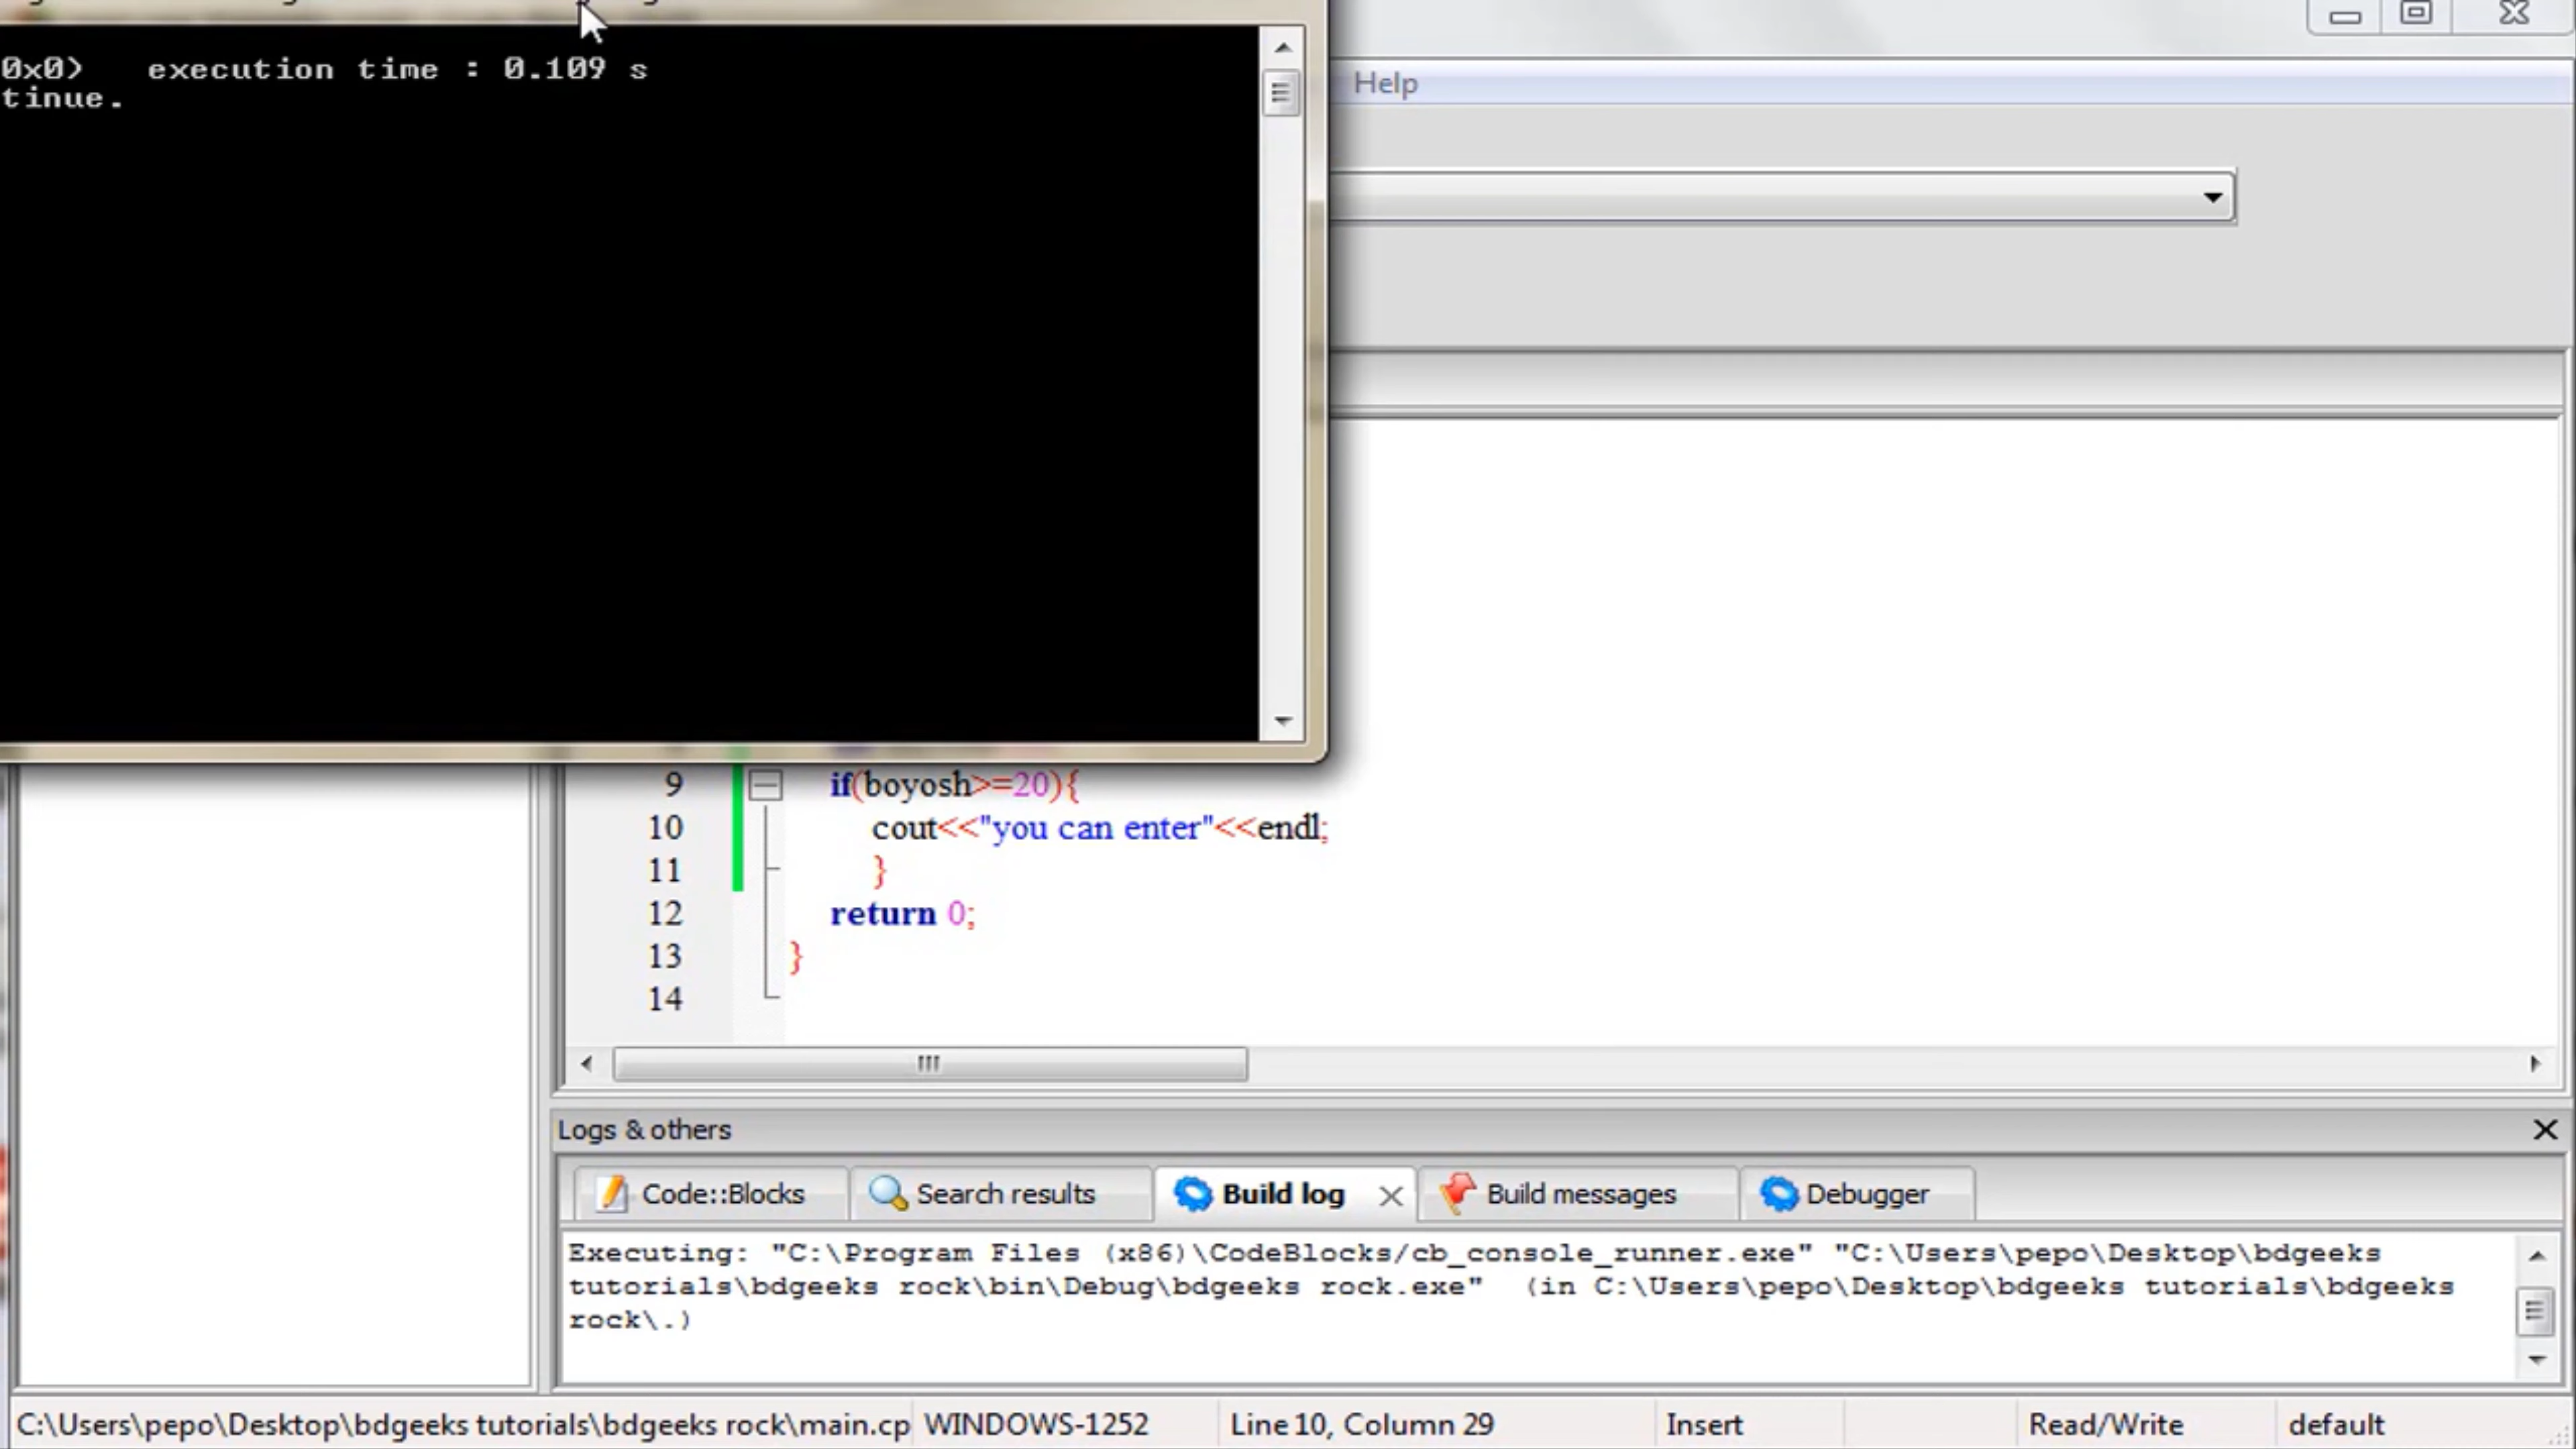 0x0)   execution time : 0.109 s
tinue.
Help
9 if(boyosh>=20){
10 cout<<"you can enter"<<endl;
11 }
12 return 0;
13 }
14
Logs & others
Code::Blocks Search results Build log Build messages Debugger
Executing: "C:\Program Files (x86)\CodeBlocks/cb_console_runner.exe" "C:\Users\pepo\Desktop\bdgeeks
tutorials\bdgeeks rock\bin\Debug\bdgeeks rock.exe"  (in C:\Users\pepo\Desktop\bdgeeks tutorials\bdgeeks
rock\.)
C:\Users\pepo\Desktop\bdgeeks tutorials\bdgeeks rock\main.cp WINDOWS-1252 Line 10, Column 29 Insert Read/Write default